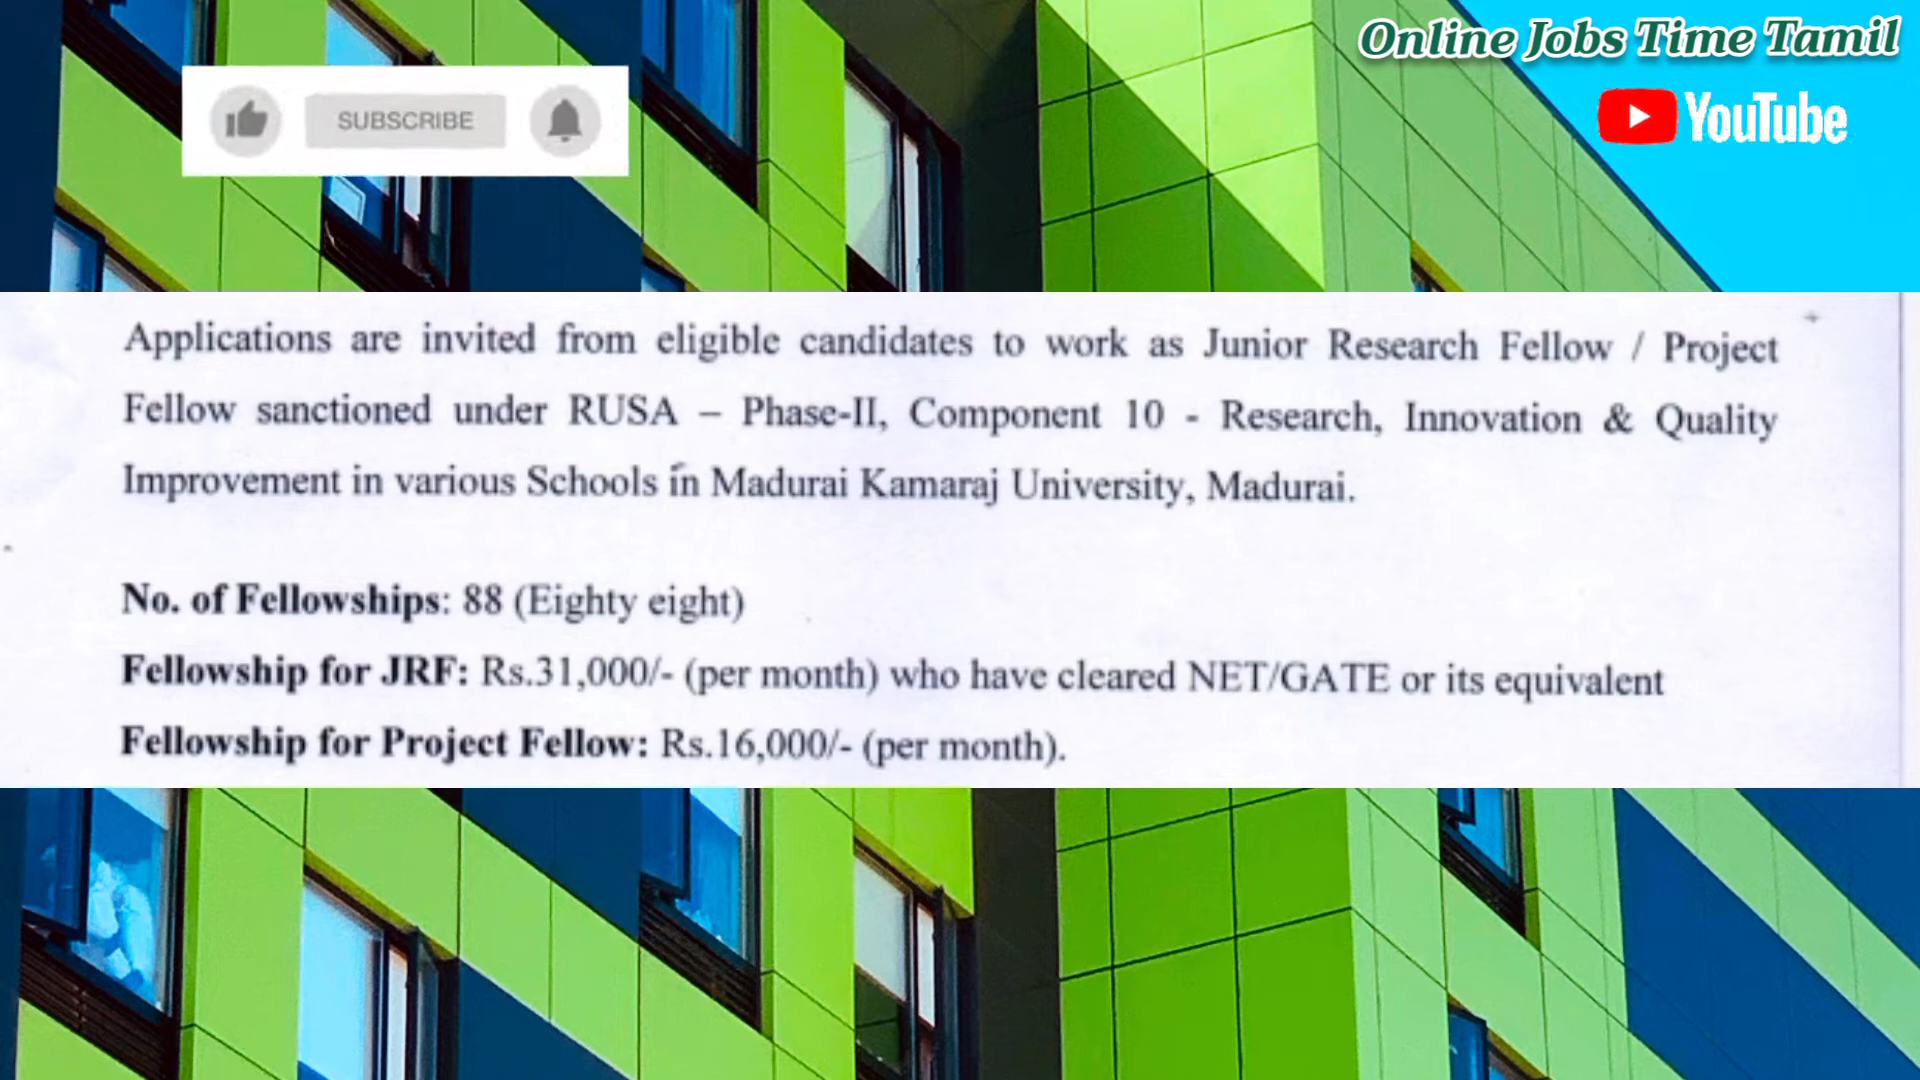 Online Jobs Time Tamil
SUBSCRIBE
YouTube
Applications are invited from eligible candidates to work as Junior Research Fellow / Project
Fellow sanctioned under RUSA – Phase-II, Component 10 - Research, Innovation & Quality
Improvement in various Schools in Madurai Kamaraj University, Madurai.
No. of Fellowships: 88 (Eighty eight)
Fellowship for JRF: Rs.31,000/- (per month) who have cleared NET/GATE or its equivalent
Fellowship for Project Fellow: Rs.16,000/- (per month).